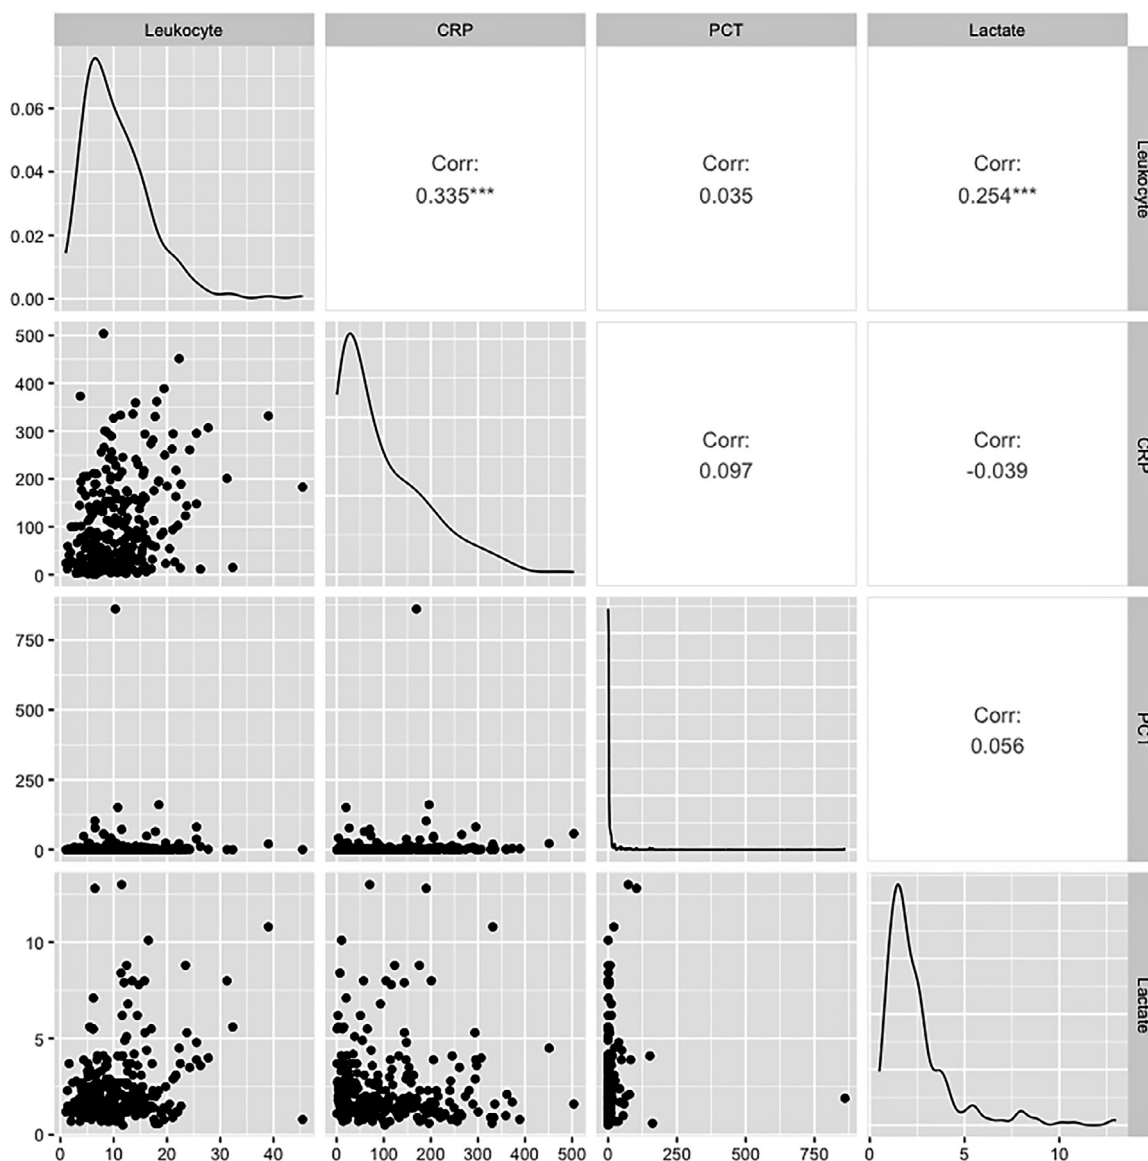 Leukocyte
CRP
PCT
Lactate
0.06
0.04
0.02
0.00
Corr:
0.335***
Corr:
0.035
Corr:
0.254***
Leukocyte
500
400
300
200
100
0
Corr:
0.097
Corr:
-0.039
CRP
750
500
250
0
Corr:
0.056
PCT
10
5
0
Lactate
0 10 20 30 40
0 100 200 300 400 500
0 250 500 750
0 5 10